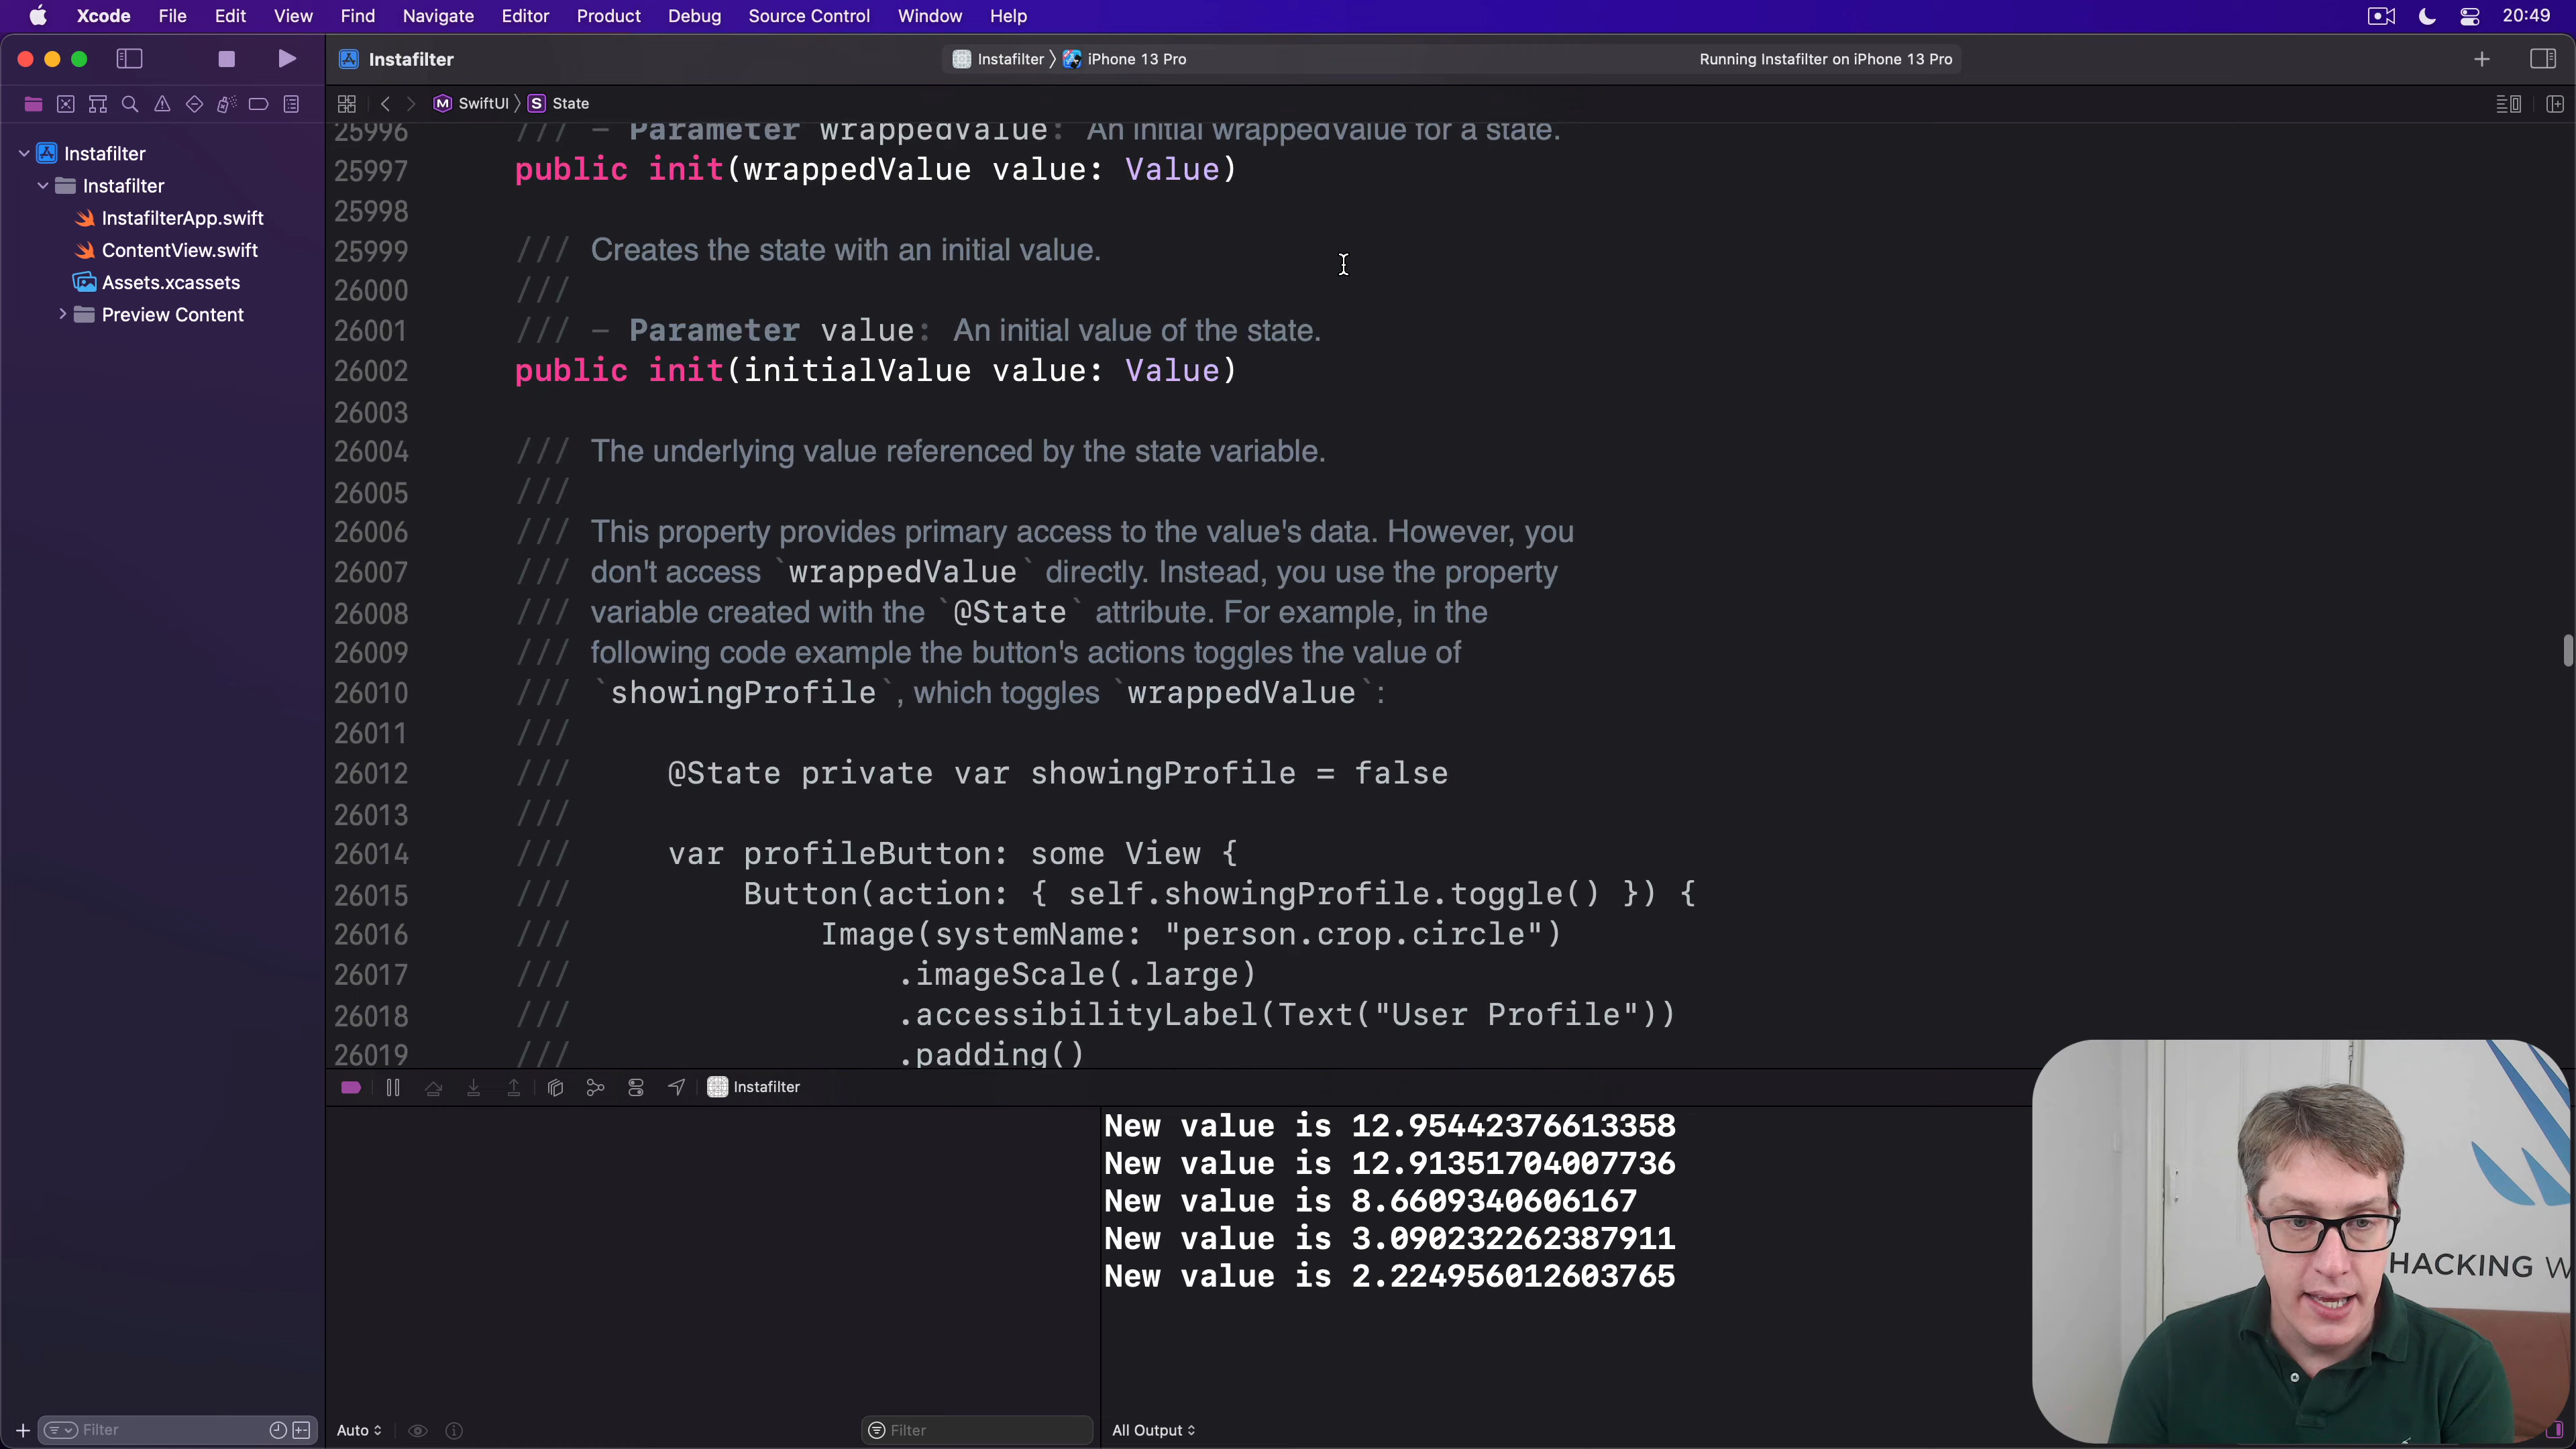 Xcode File Edit View Find Navigate Editor Product Debug Source Control Window Help 20:49
Instafilter Instafilter iPhone 13 Pro Running Instafilter on iPhone 13 Pro
SwiftUI State
Instafilter
Instafilter
InstafilterApp.swift
ContentView.swift
Assets.xcassets
Preview Content
25996 /// - Parameter wrappedValue: An initial wrappedValue for a state.
25997 public init(wrappedValue value: Value)
25998
25999 /// Creates the state with an initial value.
26000 ///
26001 /// - Parameter value: An initial value of the state.
26002 public init(initialValue value: Value)
26003
26004 /// The underlying value referenced by the state variable.
26005 ///
26006 /// This property provides primary access to the value's data. However, you
26007 /// don't access `wrappedValue` directly. Instead, you use the property
26008 /// variable created with the `@State` attribute. For example, in the
26009 /// following code example the button's actions toggles the value of
26010 /// `showingProfile`, which toggles `wrappedValue`:
26011 ///
26012 /// @State private var showingProfile = false
26013 ///
26014 /// var profileButton: some View {
26015 /// Button(action: { self.showingProfile.toggle() }) {
26016 /// Image(systemName: "person.crop.circle")
26017 /// .imageScale(.large)
26018 /// .accessibilityLabel(Text("User Profile"))
26019 /// .padding()
Instafilter
New value is 12.95442376613358
New value is 12.91351704007736
New value is 8.6609340606167
New value is 3.090232262387911
New value is 2.224956012603765
HACKING W
Filter
Auto
Filter
All Output